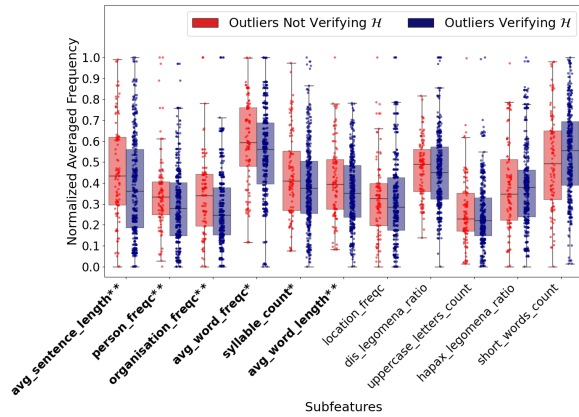 Outliers Not Verifying ℋ
Outliers Verifying ℋ
Normalized Averaged Frequency
1.0
0.9
0.8
0.7
0.6
0.5
0.4
0.3
0.2
0.1
0.0
avg_sentence_length**
person_freqc**
organisation_freqc**
avg_word_freqc*
syllable_count*
avg_word_length**
location_freqc
dis_legomena_ratio
uppercase_letters_count
hapax_legomena_ratio
short_words_count
Subfeatures